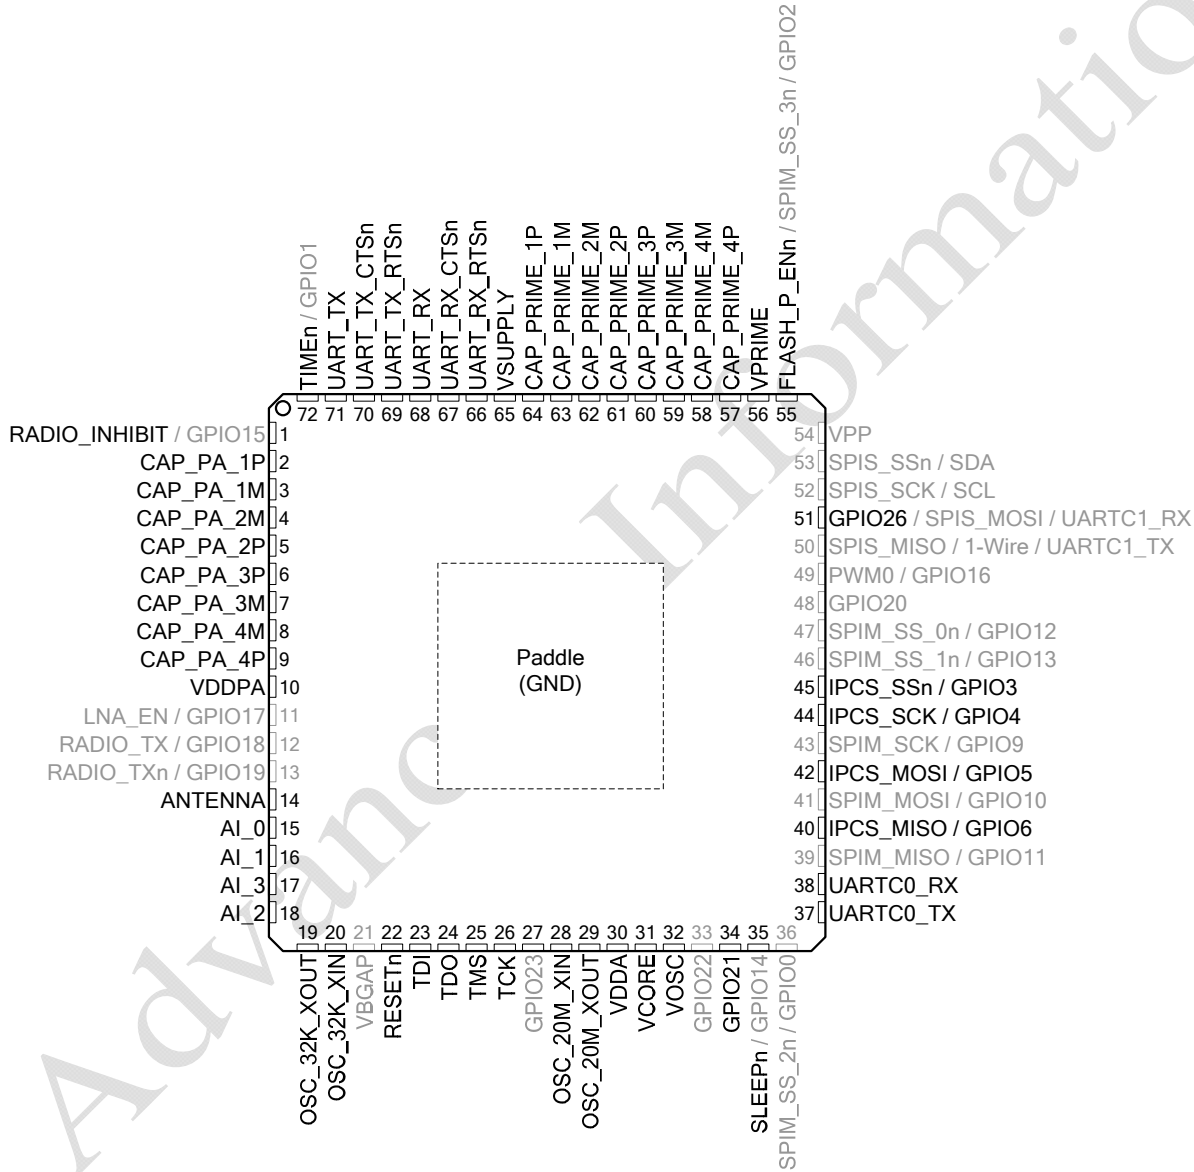 TIMEn / GPIO1
UART_TX
UART_TX_CTSn
UART_TX_RTSn
UART_RX
UART_RX_CTSn
UART_RX_RTSn
VSUPPLY
CAP_PRIME_1P
CAP_PRIME_1M
CAP_PRIME_2M
CAP_PRIME_2P
CAP_PRIME_3P
CAP_PRIME_3M
CAP_PRIME_4M
CAP_PRIME_4P
VPRIME
FLASH_P_ENn / SPIM_SS_3n / GPIO2
72 71 70 69 68 67 66 65 64 63 62 61 60 59 58 57 56 55
RADIO_INHIBIT / GPIO15 1
CAP_PA_1P 2
CAP_PA_1M 3
CAP_PA_2M 4
CAP_PA_2P 5
CAP_PA_3P 6
CAP_PA_3M 7
CAP_PA_4M 8
CAP_PA_4P 9
VDDPA 10
LNA_EN / GPIO17 11
RADIO_TX / GPIO18 12
RADIO_TXn / GPIO19 13
ANTENNA 14
AI_0 15
AI_1 16
AI_3 17
AI_2 18
Paddle
(GND)
54 VPP
53 SPIS_SSn / SDA
52 SPIS_SCK / SCL
51 GPIO26 / SPIS_MOSI / UARTC1_RX
50 SPIS_MISO / 1-Wire / UARTC1_TX
49 PWM0 / GPIO16
48 GPIO20
47 SPIM_SS_0n / GPIO12
46 SPIM_SS_1n / GPIO13
45 IPCS_SSn / GPIO3
44 IPCS_SCK / GPIO4
43 SPIM_SCK / GPIO9
42 IPCS_MOSI / GPIO5
41 SPIM_MOSI / GPIO10
40 IPCS_MISO / GPIO6
39 SPIM_MISO / GPIO11
38 UARTC0_RX
37 UARTC0_TX
19 20 21 22 23 24 25 26 27 28 29 30 31 32 33 34 35 36
OSC_32K_XOUT
OSC_32K_XIN
VBGAP
RESETn
TDI
TDO
TMS
TCK
GPIO23
OSC_20M_XIN
OSC_20M_XOUT
VDDA
VCORE
VOSC
GPIO22
GPIO21
SLEEPn / GPIO14
SPIM_SS_2n / GPIO0
Advanc Informatio